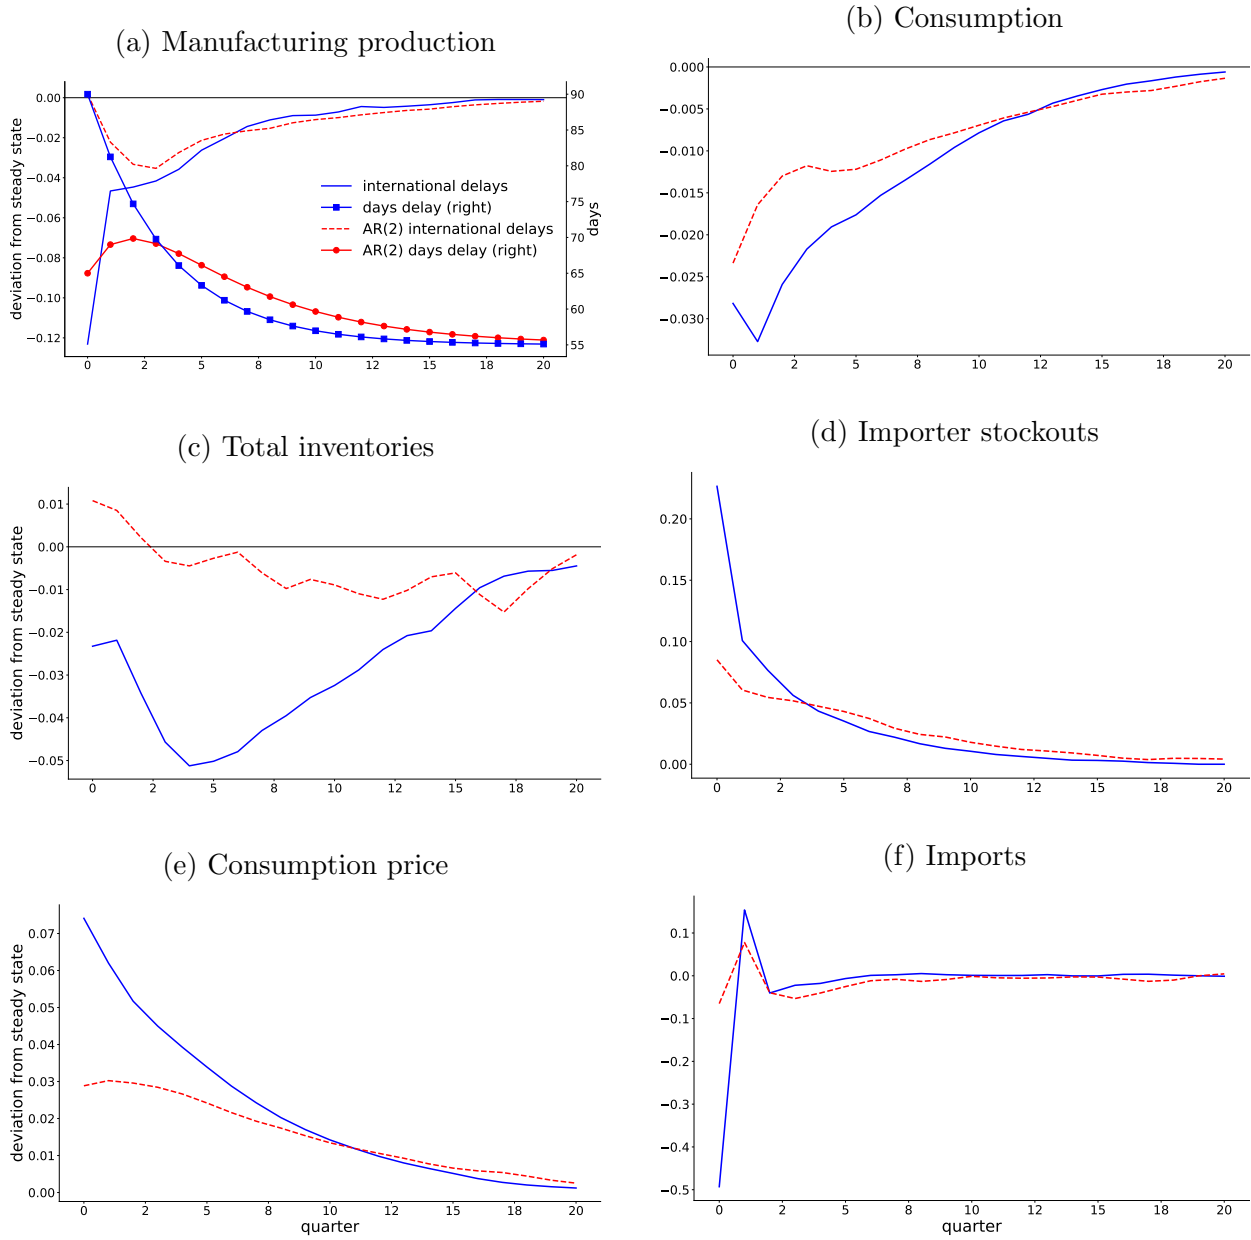 (a) Manufacturing production
0.00
−0.02
−0.04
−0.06
−0.08
−0.10
−0.12
deviation from steady state
90
85
80
75
70
65
60
55
days
international delays
days delay (right)
AR(2) international delays
AR(2) days delay (right)
0 2 5 8 10 12 15 18 20
(b) Consumption
0.000
−0.005
−0.010
−0.015
−0.020
−0.025
−0.030
0 2 5 8 10 12 15 18 20
(c) Total inventories
0.01
0.00
−0.01
−0.02
−0.03
−0.04
−0.05
deviation from steady state
0 2 5 8 10 12 15 18 20
(d) Importer stockouts
0.20
0.15
0.10
0.05
0.00
0 2 5 8 10 12 15 18 20
(e) Consumption price
0.07
0.06
0.05
0.04
0.03
0.02
0.01
0.00
deviation from steady state
0 2 5 8 10 12 15 18 20
quarter
(f) Imports
0.1
0.0
−0.1
−0.2
−0.3
−0.4
−0.5
0 2 5 8 10 12 15 18 20
quarter